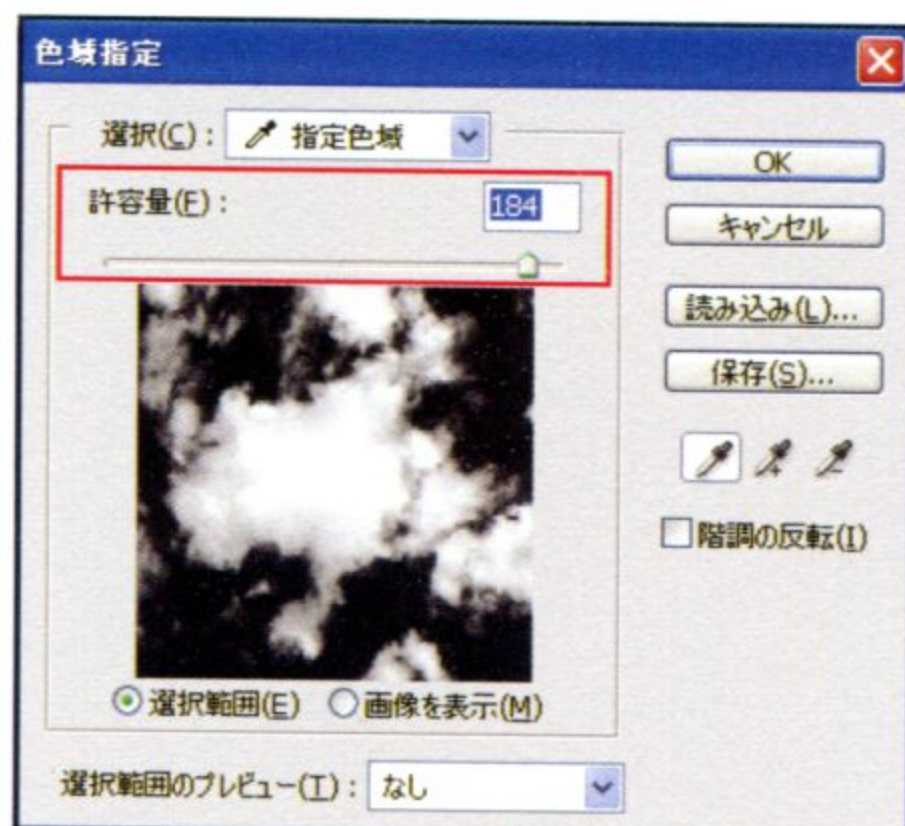 色域指定
選択(C): 指定色域
許容量(F): 184
選択範囲(E) 画像を表示(M)
選択範囲のプレビュー(T): なし
OK
キャンセル
読み込み(L)...
保存(S)...
階調の反転(I)